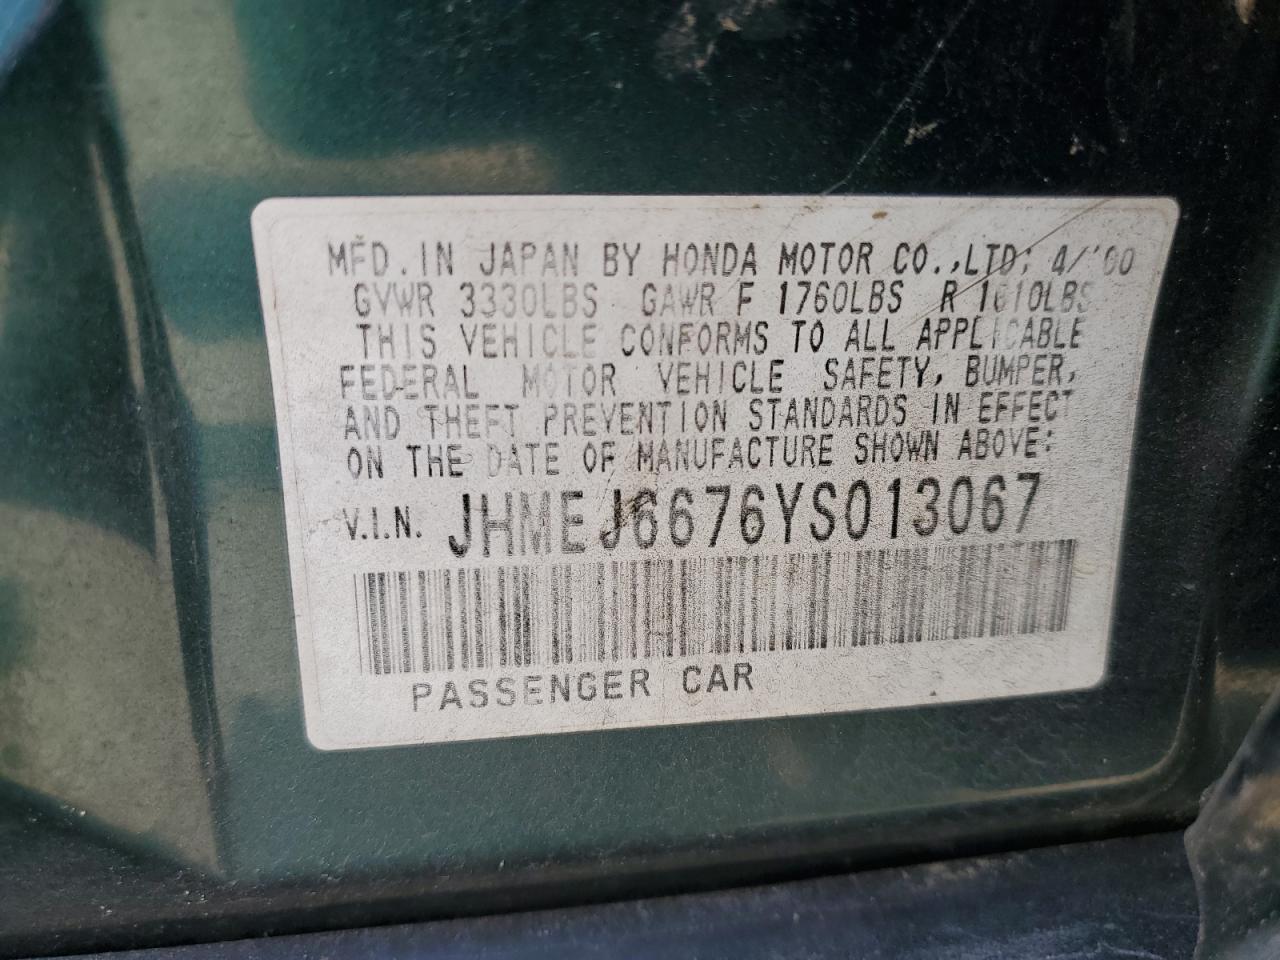 MFD. IN JAPAN BY HONDA MOTOR CO.,LTD; 4/'00
GVWR 3330LBS GAWR F 1760LBS R 1610LBS
THIS VEHICLE CONFORMS TO ALL APPLICABLE
FEDERAL MOTOR VEHICLE SAFETY, BUMPER,
AND THEFT PREVENTION STANDARDS IN EFFECT
ON THE DATE OF MANUFACTURE SHOWN ABOVE:
V.I.N. JHMEJ6676YS013067
PASSENGER CAR